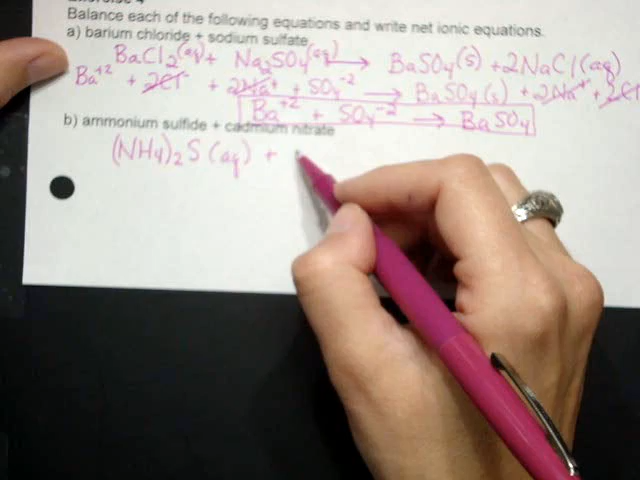 Balance each of the following equations and write net ionic equations.
a) barium chloride + sodium sulfate
BaCl2(aq) + Na2SO4(aq) → BaSO4(s) + 2NaCl(aq)
Ba+2 + 2Cl- + 2Na+ + SO4-2 → BaSO4(s) + 2Na+ + 2Cl
Ba+2 + SO4-2 → BaSO4
b) ammonium sulfide + cadmium nitrate
(NH4)2S(aq) +